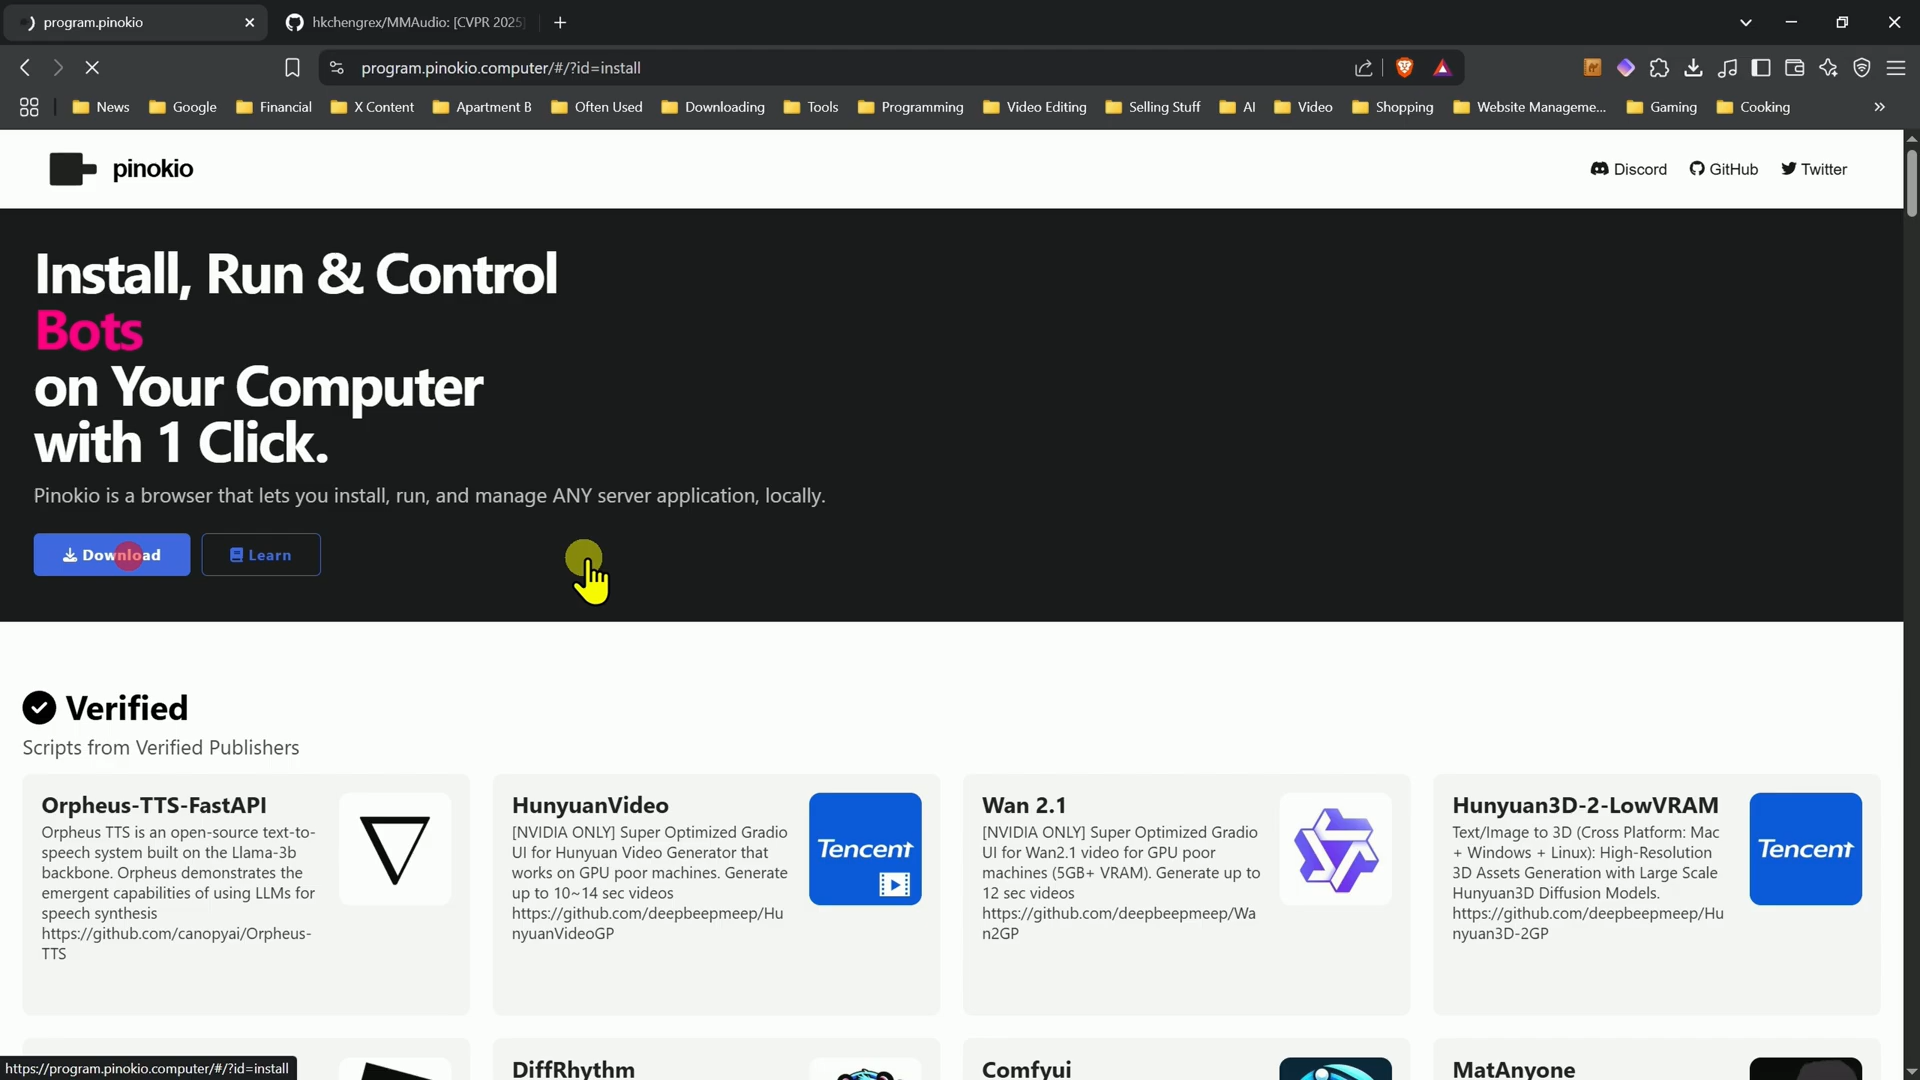 program.pinokio
hkchengrex/MMAudio: [CVPR 2025]
program.pinokio.computer/#/?id=install
News
Google
Financial
X Content
Apartment B
Often Used
Downloading
Tools
Programming
Video Editing
Selling Stuff
AI
Video
Shopping
Website Manageme...
Gaming
Cooking
pinokio
Discord
GitHub
Twitter
Install, Run & Control
Bots
on Your Computer
with 1 Click.
Pinokio is a browser that lets you install, run, and manage ANY server application, locally.
Download
Learn
Verified
Scripts from Verified Publishers
Orpheus-TTS-FastAPI
Orpheus TTS is an open-source text-to-
speech system built on the Llama-3b
backbone. Orpheus demonstrates the
emergent capabilities of using LLMs for
speech synthesis
https://github.com/canopyai/Orpheus-
TTS
HunyuanVideo
[NVIDIA ONLY] Super Optimized Gradio
UI for Hunyuan Video Generator that
works on GPU poor machines. Generate
up to 10~14 sec videos
https://github.com/deepbeepmeep/Hu
nyuanVideoGP
Tencent
Wan 2.1
[NVIDIA ONLY] Super Optimized Gradio
UI for Wan2.1 video for GPU poor
machines (5GB+ VRAM). Generate up to
12 sec videos
https://github.com/deepbeepmeep/Wa
n2GP
Hunyuan3D-2-LowVRAM
Text/Image to 3D (Cross Platform: Mac
+ Windows + Linux): High-Resolution
3D Assets Generation with Large Scale
Hunyuan3D Diffusion Models.
https://github.com/deepbeepmeep/Hu
nyuan3D-2GP
Tencent
DiffRhythm
Comfyui
MatAnyone
https://program.pinokio.computer/#/?id=install